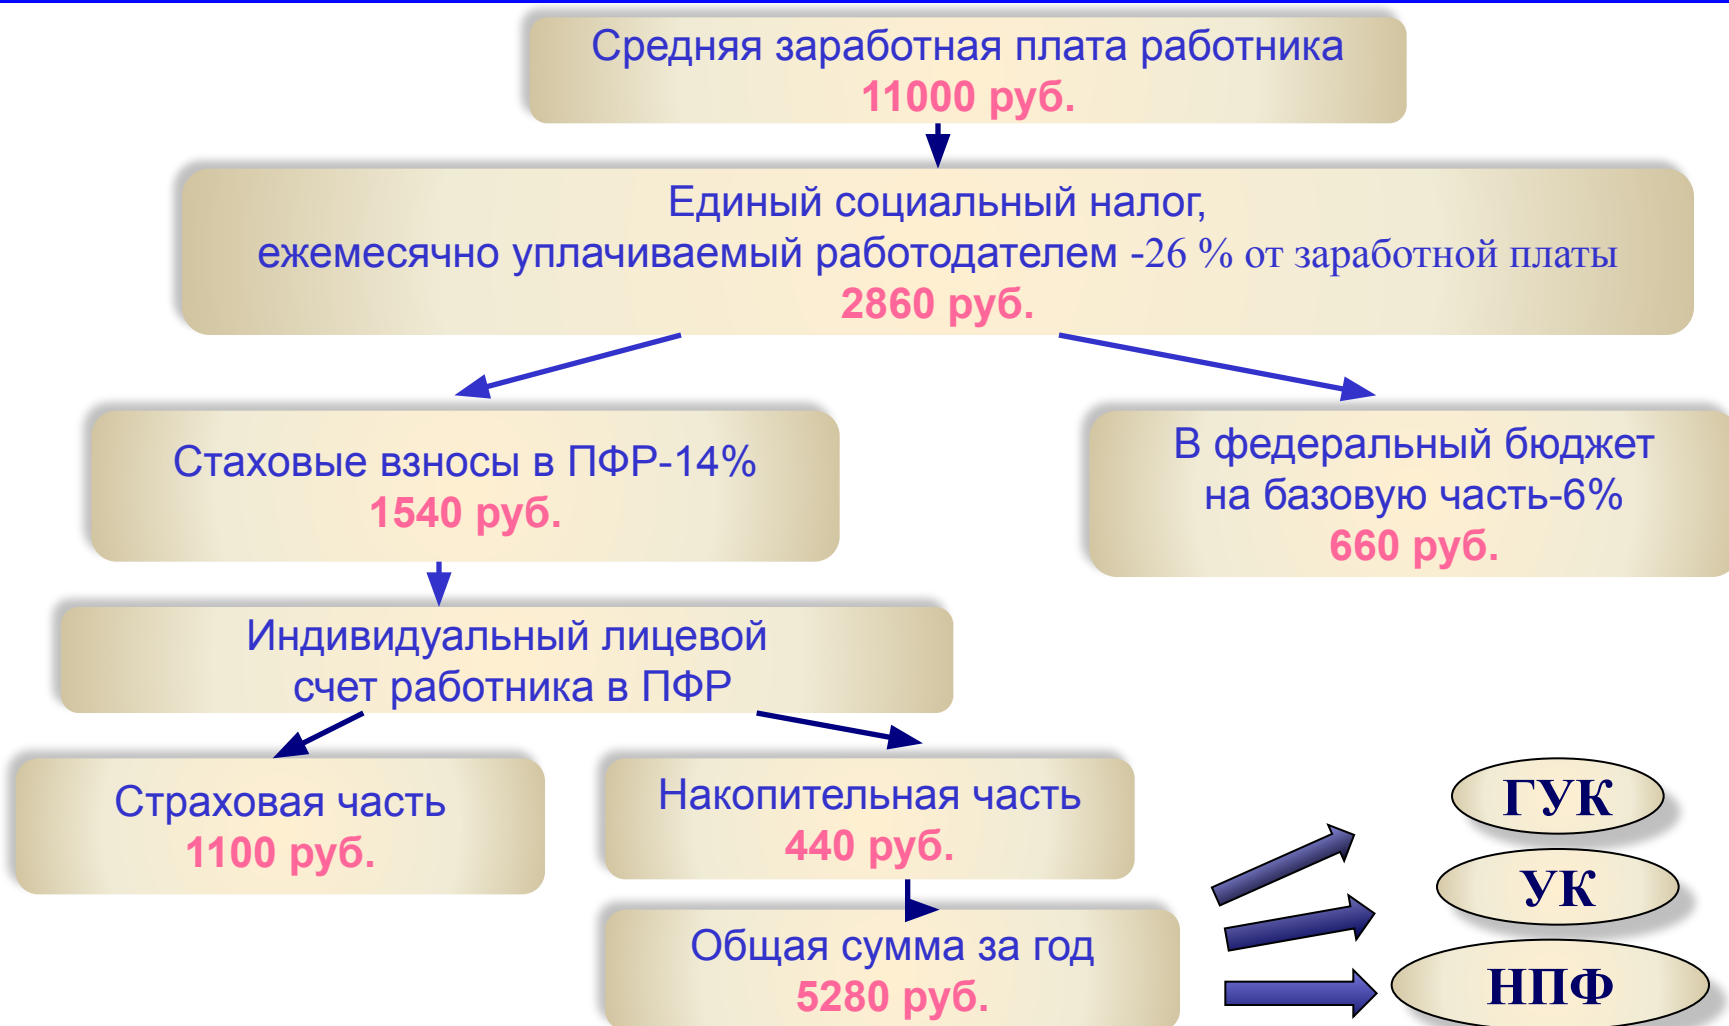 Средняя заработная плата работника
11000 руб.
Единый социальный налог,
ежемесячно уплачиваемый работодателем -26 % от заработной платы
2860 руб.
Стаховые взносы в ПФР-14%
1540 руб.
В федеральный бюджет
на базовую часть-6%
660 руб.
Индивидуальный лицевой
счет работника в ПФР
Страховая часть
1100 руб.
Накопительная часть
440 руб.
Общая сумма за год
5280 руб.
ГУК
УК
НПФ